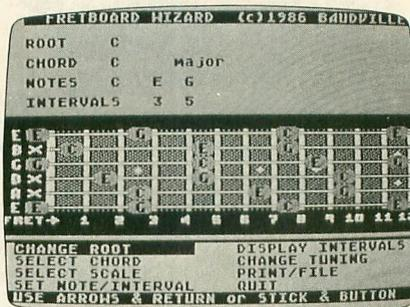 FRETBOARD WIZARD (c)1986 BAUDVILLE
ROOT C
CHORD C Major
NOTES C E G
INTERVALS 3 5
E E G C E
B X C E G
G G C E G
D X E G C
A X C E G
E E G C E
FRET→ 1 2 3 4 5 6 7 8 9 10 11 12
CHANGE ROOT DISPLAY INTERVALS
SELECT CHORD CHANGE TUNING
SELECT SCALE PRINT/FILE
SET NOTE/INTERVAL QUIT
USE ARROWS & RETURN or STICK & BUTTON